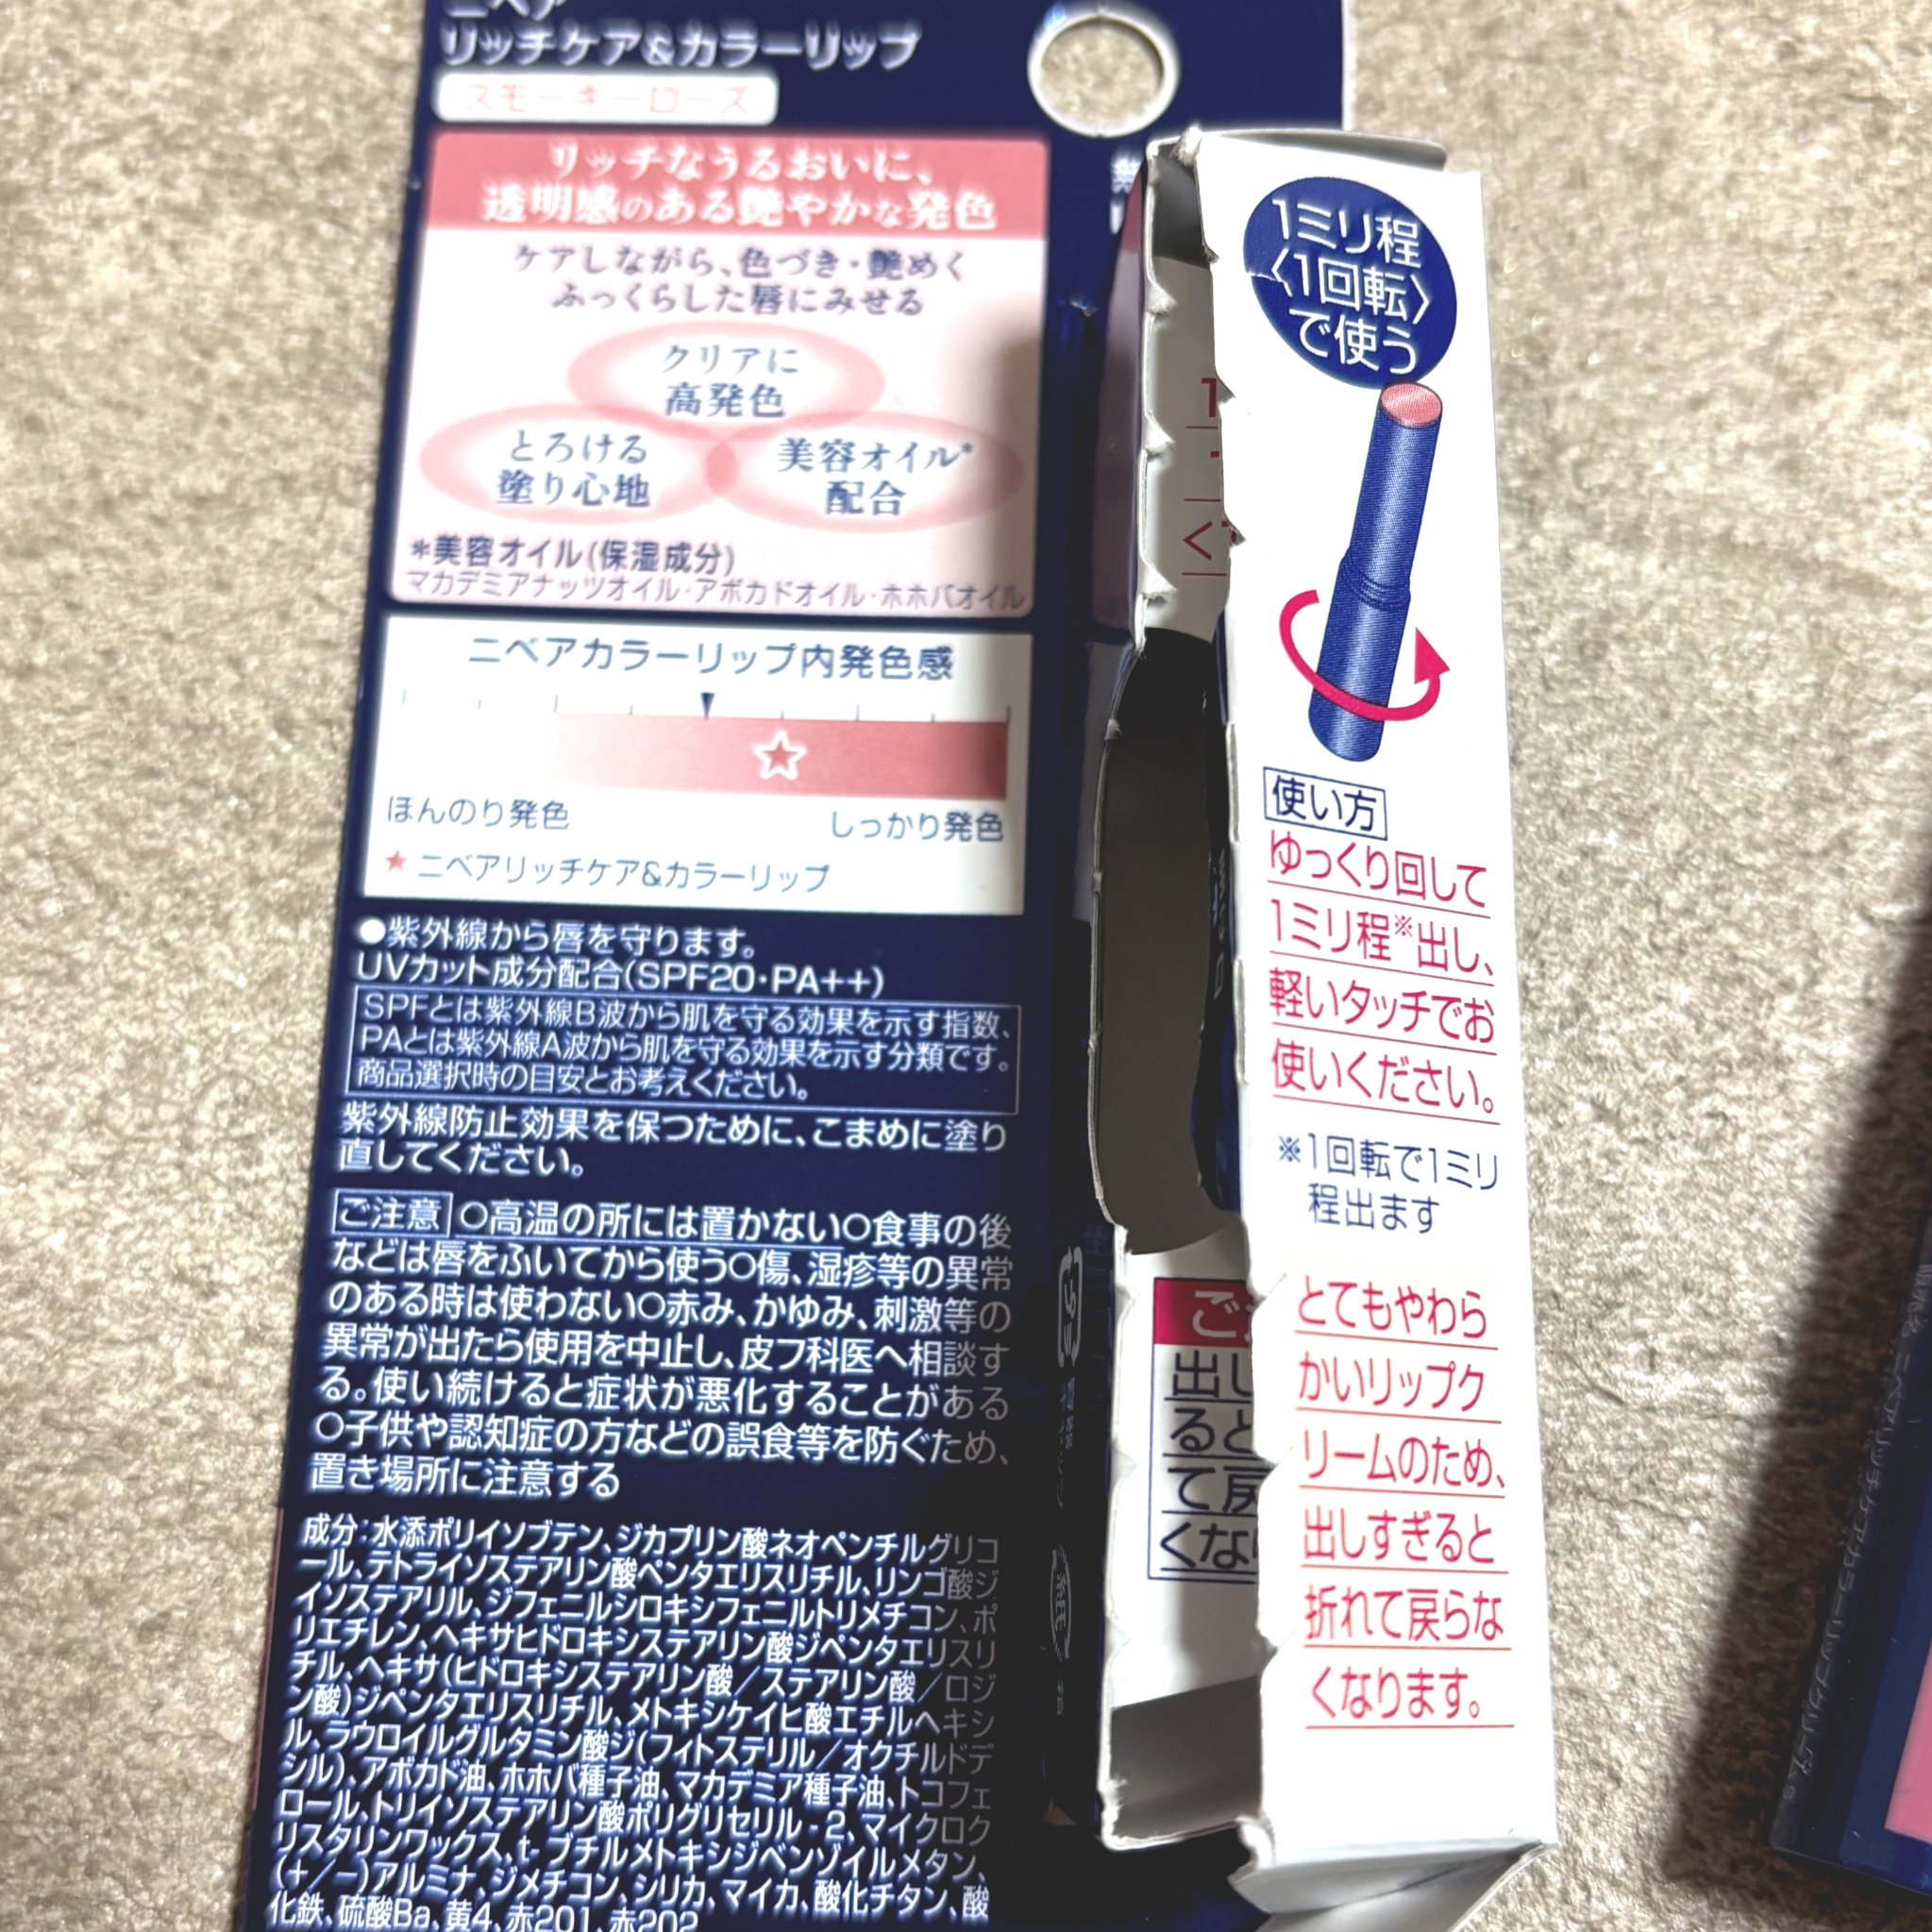 ニベア
リッチケア&カラーリップ
スモーキーローズ
リッチなうるおいに、
透明感のある艶やかな発色
ケアしながら、色づき・艶めく
ふっくらした唇にみせる
クリアに
高発色
とろける
塗り心地
美容オイル*
配合
*美容オイル(保湿成分)
マカデミアナッツオイル・アボカドオイル・ホホバオイル
ニベアカラーリップ内発色感
ほんのり発色
しっかり発色
★ ニベアリッチケア&カラーリップ
●紫外線から唇を守ります。
UVカット成分配合(SPF20・PA++)
SPFとは紫外線B波から肌を守る効果を示す指数、
PAとは紫外線A波から肌を守る効果を示す分類です。
商品選択時の目安とお考えください。
紫外線防止効果を保つために、こまめに塗り
直してください。
ご注意 ○高温の所には置かない○食事の後
などは唇をふいてから使う○傷、湿疹等の異常
のある時は使わない○赤み、かゆみ、刺激等の
異常が出たら使用を中止し、皮フ科医へ相談す
る。使い続けると症状が悪化することがある
○子供や認知症の方などの誤食等を防ぐため、
置き場所に注意する
成分:水添ポリイソブテン、ジカプリン酸ネオペンチルグリコ
ール、テトライソステアリン酸ペンタエリスリチル、リンゴ酸ジ
イソステアリル、ジフェニルシロキシフェニルトリメチコン、ポ
リエチレン、ヘキサヒドロキシステアリン酸ジペンタエリスリ
チル、ヘキサ(ヒドロキシステアリン酸/ステアリン酸/ロジ
ン酸)ジペンタエリスリチル、メトキシケイヒ酸エチルヘキシ
ル、ラウロイルグルタミン酸ジ(フィトステリル/オクチルドデ
シル)、アボカド油、ホホバ種子油、マカデミア種子油、トコフェ
ロール、トリイソステアリン酸ポリグリセリル-2、マイクロク
リスタリンワックス、t-ブチルメトキシジベンゾイルメタン、
(+/-)アルミナ、ジメチコン、シリカ、マイカ、酸化チタン、酸
化鉄、硫酸Ba、黄4、赤201、赤202
1ミリ程
〈1回転〉
で使う
使い方
ゆっくり回して
1ミリ程※出し、
軽いタッチでお
使いください。
※1回転で1ミリ
程出ます
とてもやわら
かいリップク
リームのため、
出しすぎると
折れて戻らな
くなります。
出し
ると
て戻
くな